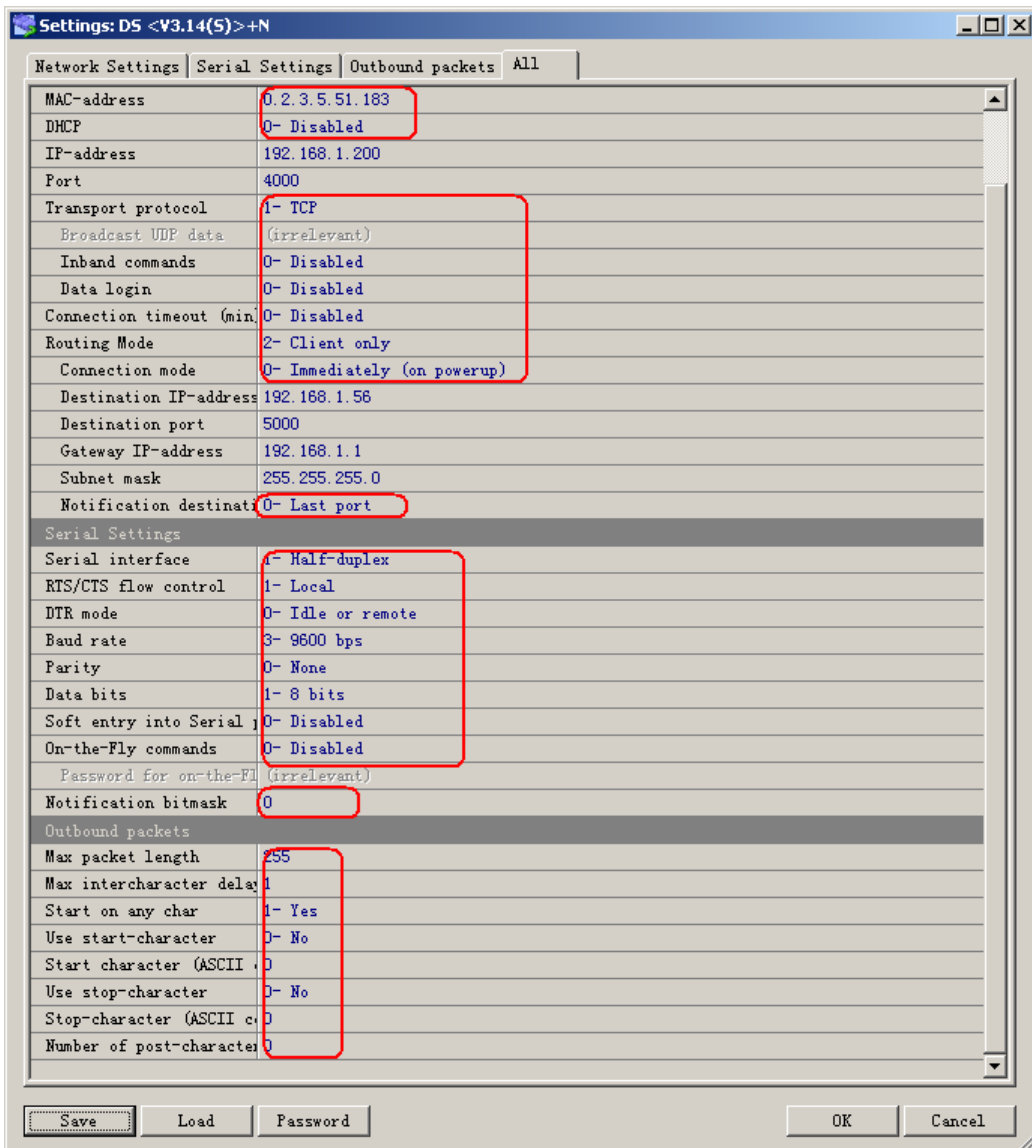 Settings: DS <V3.14(S)>+N
Network Settings Serial Settings Outbound packets All
MAC-address 0.2.3.5.51.183
DHCP 0- Disabled
IP-address 192.168.1.200
Port 4000
Transport protocol 1- TCP
Broadcast UDP data (irrelevant)
Inband commands 0- Disabled
Data login 0- Disabled
Connection timeout (min) 0- Disabled
Routing Mode 2- Client only
Connection mode 0- Immediately (on powerup)
Destination IP-address 192.168.1.56
Destination port 5000
Gateway IP-address 192.168.1.1
Subnet mask 255.255.255.0
Notification destinati 0- Last port
Serial Settings
Serial interface 1- Half-duplex
RTS/CTS flow control 1- Local
DTR mode 0- Idle or remote
Baud rate 3- 9600 bps
Parity 0- None
Data bits 1- 8 bits
Soft entry into Serial 0- Disabled
On-the-Fly commands 0- Disabled
Password for on-the-Fl (irrelevant)
Notification bitmask 0
Outbound packets
Max packet length 255
Max intercharacter delay 1
Start on any char 1- Yes
Use start-character 0- No
Start character (ASCII 0
Use stop-character 0- No
Stop-character (ASCII c 0
Number of post-character 0
Save Load Password OK Cancel